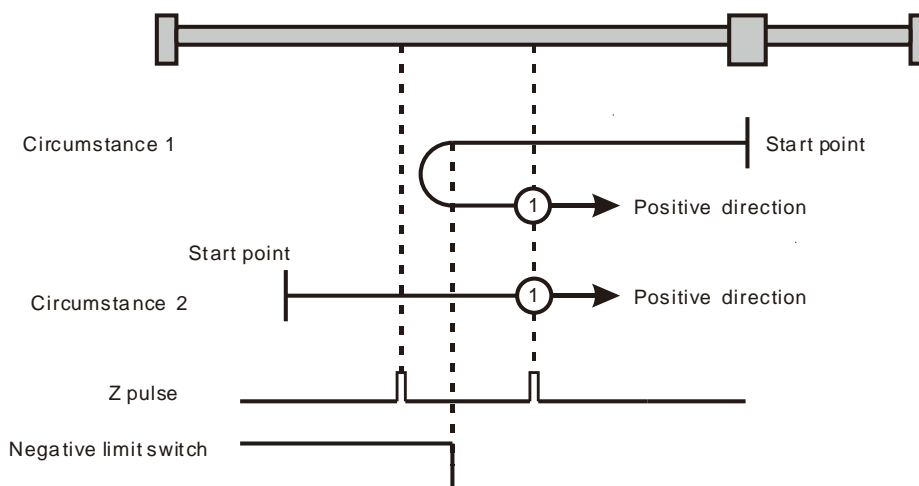 Circumstance 1
Start point
1
Positive direction
Start point
Circumstance 2
1
Positive direction
Z pulse
Negative limit switch